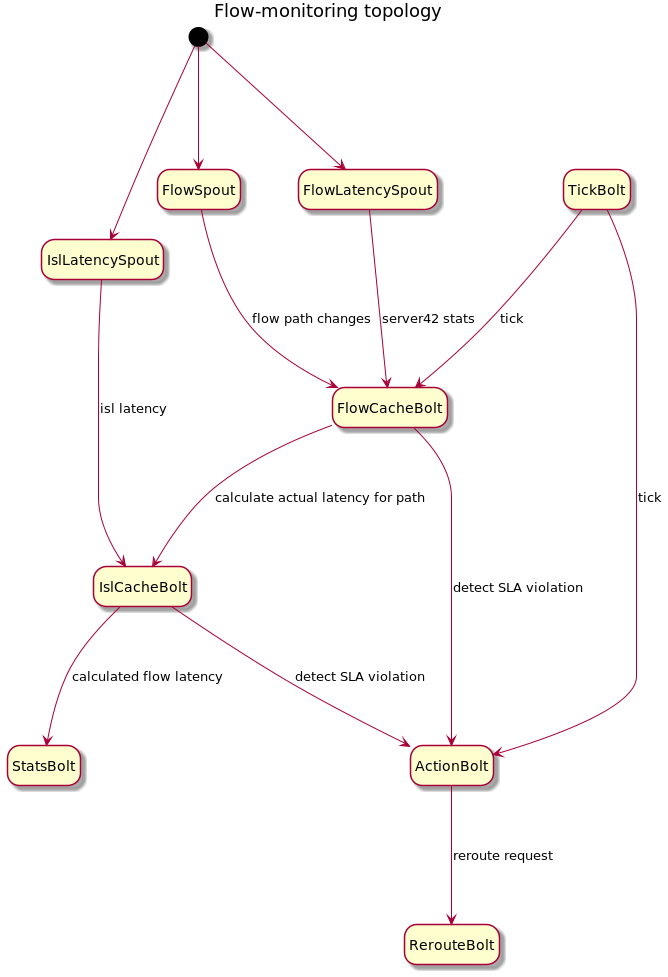 Flow-monitoring topology
FlowSpout
FlowLatencySpout
TickBolt
IslLatencySpout
flow path changes
server42 stats
tick
isl latency
FlowCacheBolt
calculate actual latency for path
tick
IslCacheBolt
detect SLA violation
calculated flow latency
detect SLA violation
StatsBolt
ActionBolt
reroute request
RerouteBolt